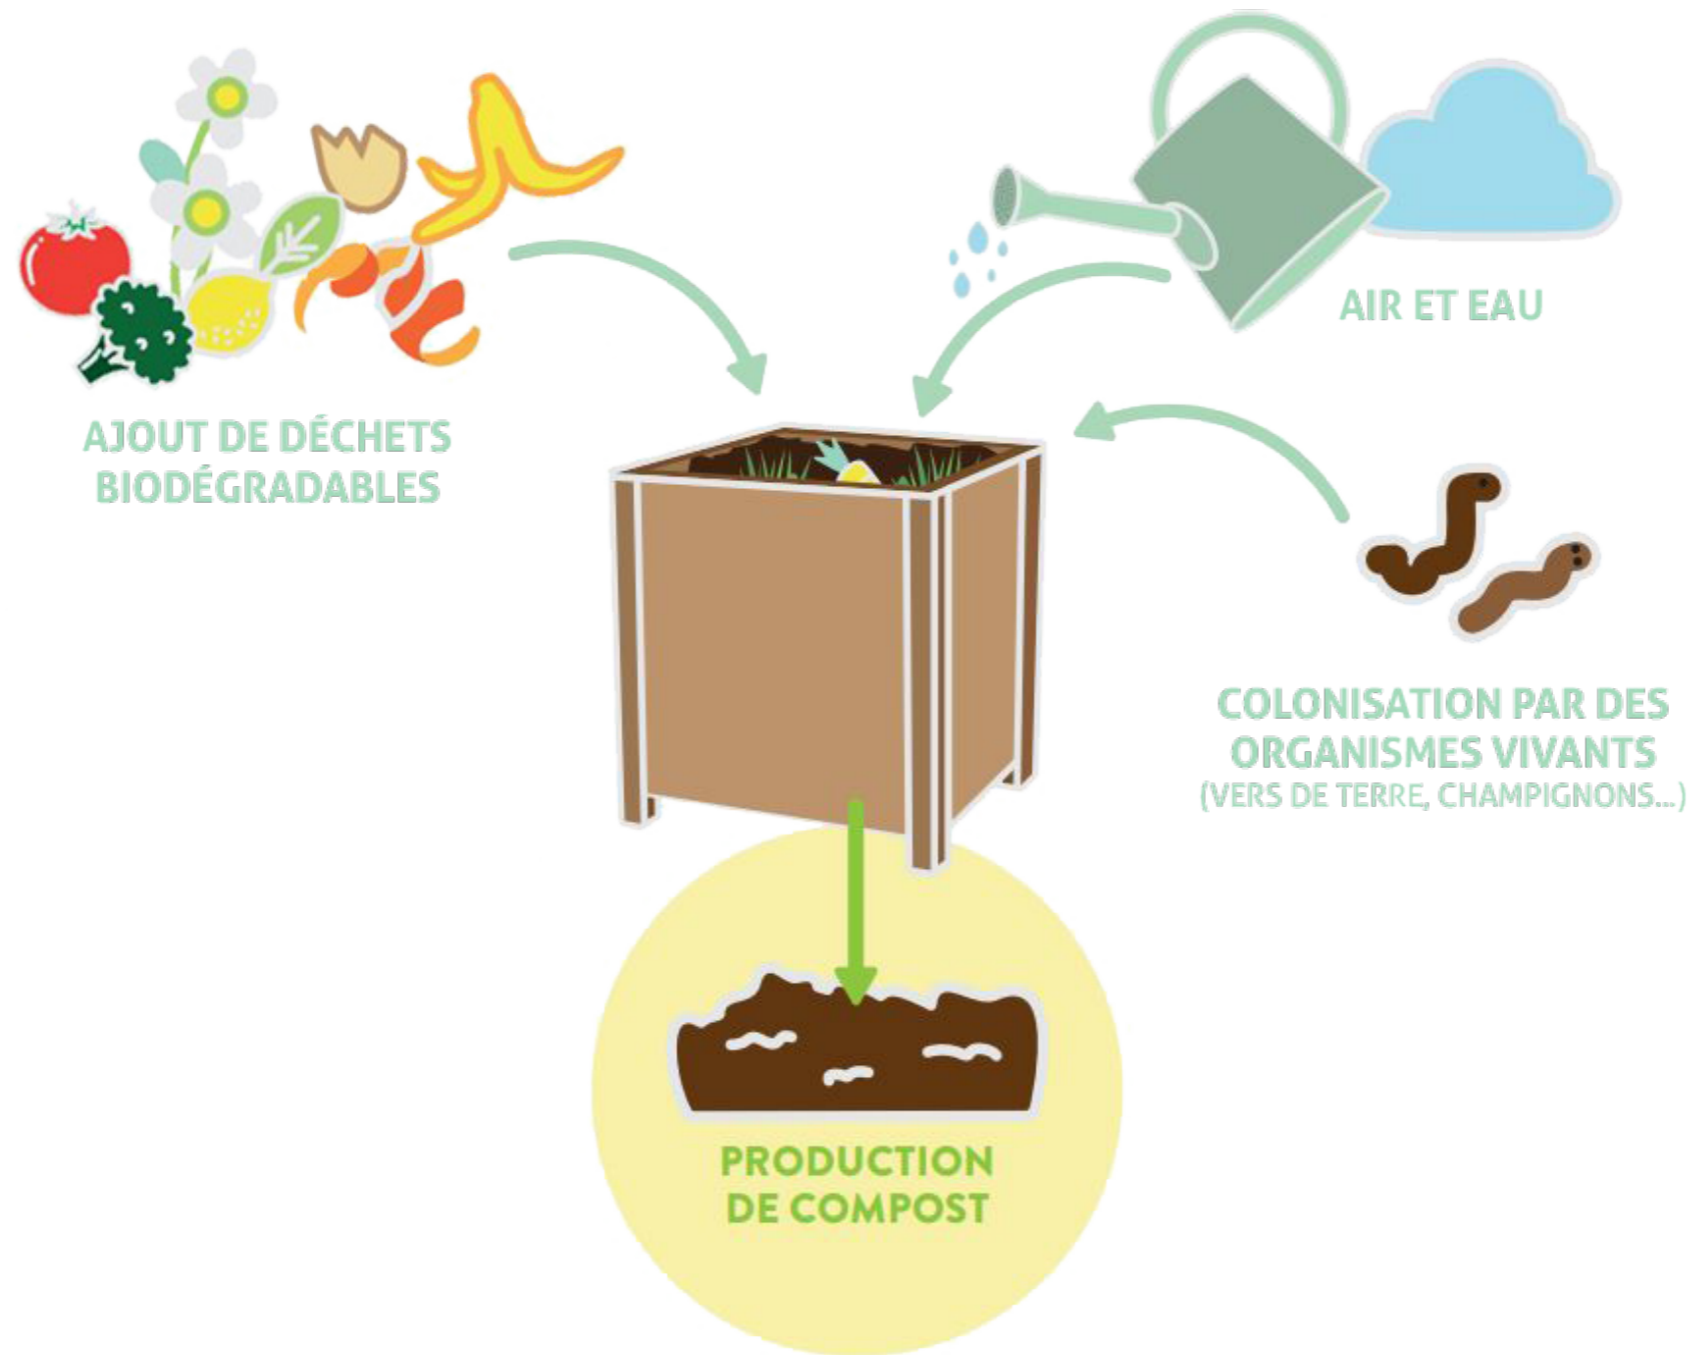 AJOUT DE DÉCHETS
BIODÉGRADABLES
AIR ET EAU
COLONISATION PAR DES
ORGANISMES VIVANTS
(VERS DE TERRE, CHAMPIGNONS...)
PRODUCTION
DE COMPOST